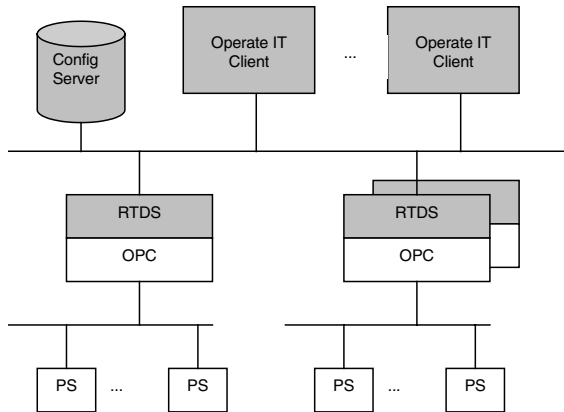 Config
Server
Operate IT
Client
...
Operate IT
Client
RTDS
OPC
RTDS
OPC
PS
...
PS
PS
...
PS